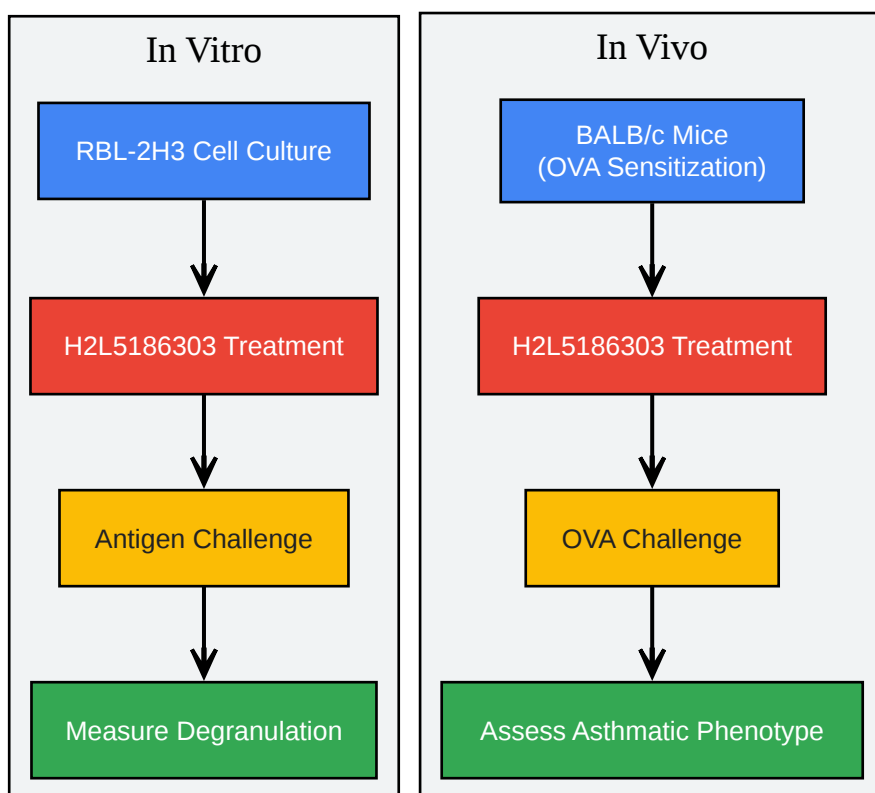 In Vitro
RBL-2H3 Cell Culture
H2L5186303 Treatment
Antigen Challenge
Measure Degranulation
In Vivo
BALB/c Mice
(OVA Sensitization)
H2L5186303 Treatment
OVA Challenge
Assess Asthmatic Phenotype